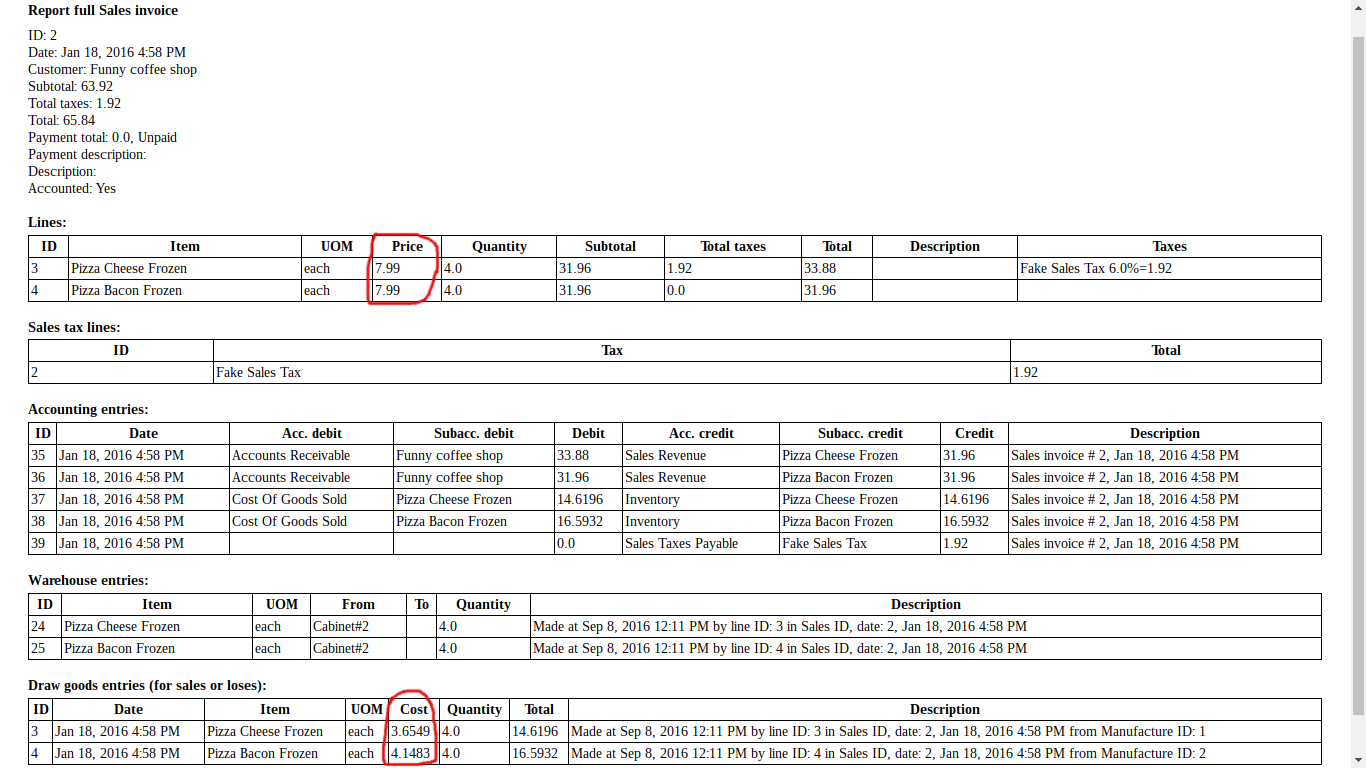 Report full Sales invoice
ID: 2
Date: Jan 18, 2016 4:58 PM
Customer: Funny coffee shop
Subtotal: 63.92
Total taxes: 1.92
Total: 65.84
Payment total: 0.0, Unpaid
Payment description:
Description:
Accounted: Yes
Lines:
ID Item UOM Price Quantity Subtotal Total taxes Total Description Taxes
3 Pizza Cheese Frozen each 7.99 4.0 31.96 1.92 33.88 Fake Sales Tax 6.0%=1.92
4 Pizza Bacon Frozen each 7.99 4.0 31.96 0.0 31.96
Sales tax lines:
ID Tax Total
2 Fake Sales Tax 1.92
Accounting entries:
ID Date Acc. debit Subacc. debit Debit Acc. credit Subacc. credit Credit Description
35 Jan 18, 2016 4:58 PM Accounts Receivable Funny coffee shop 33.88 Sales Revenue Pizza Cheese Frozen 31.96 Sales invoice # 2, Jan 18, 2016 4:58 PM
36 Jan 18, 2016 4:58 PM Accounts Receivable Funny coffee shop 31.96 Sales Revenue Pizza Bacon Frozen 31.96 Sales invoice # 2, Jan 18, 2016 4:58 PM
37 Jan 18, 2016 4:58 PM Cost Of Goods Sold Pizza Cheese Frozen 14.6196 Inventory Pizza Cheese Frozen 14.6196 Sales invoice # 2, Jan 18, 2016 4:58 PM
38 Jan 18, 2016 4:58 PM Cost Of Goods Sold Pizza Bacon Frozen 16.5932 Inventory Pizza Bacon Frozen 16.5932 Sales invoice # 2, Jan 18, 2016 4:58 PM
39 Jan 18, 2016 4:58 PM 0.0 Sales Taxes Payable Fake Sales Tax 1.92 Sales invoice # 2, Jan 18, 2016 4:58 PM
Warehouse entries:
ID Item UOM From To Quantity Description
24 Pizza Cheese Frozen each Cabinet#2 4.0 Made at Sep 8, 2016 12:11 PM by line ID: 3 in Sales ID, date: 2, Jan 18, 2016 4:58 PM
25 Pizza Bacon Frozen each Cabinet#2 4.0 Made at Sep 8, 2016 12:11 PM by line ID: 4 in Sales ID, date: 2, Jan 18, 2016 4:58 PM
Draw goods entries (for sales or loses):
ID Date Item UOM Cost Quantity Total Description
3 Jan 18, 2016 4:58 PM Pizza Cheese Frozen each 3.6549 4.0 14.6196 Made at Sep 8, 2016 12:11 PM by line ID: 3 in Sales ID, date: 2, Jan 18, 2016 4:58 PM from Manufacture ID: 1
4 Jan 18, 2016 4:58 PM Pizza Bacon Frozen each 4.1483 4.0 16.5932 Made at Sep 8, 2016 12:11 PM by line ID: 4 in Sales ID, date: 2, Jan 18, 2016 4:58 PM from Manufacture ID: 2